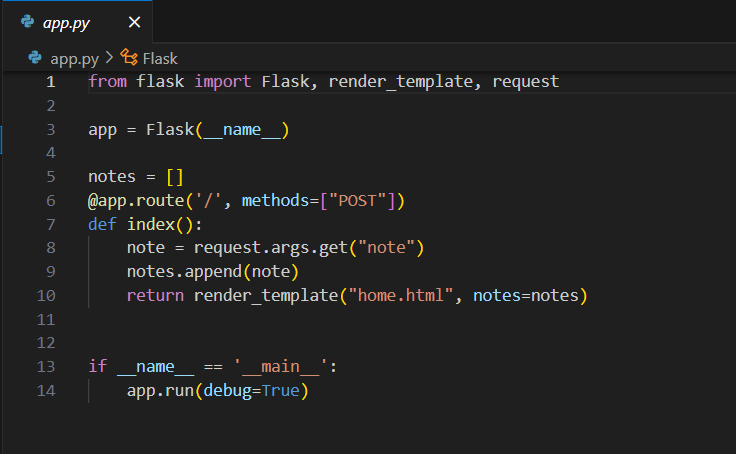 app.py
app.py > Flask
1 from flask import Flask, render_template, request
2
3 app = Flask(__name__)
4
5 notes = []
6 @app.route('/', methods=["POST"])
7 def index():
8     note = request.args.get("note")
9     notes.append(note)
10     return render_template("home.html", notes=notes)
11
12
13 if __name__ == '__main__':
14     app.run(debug=True)